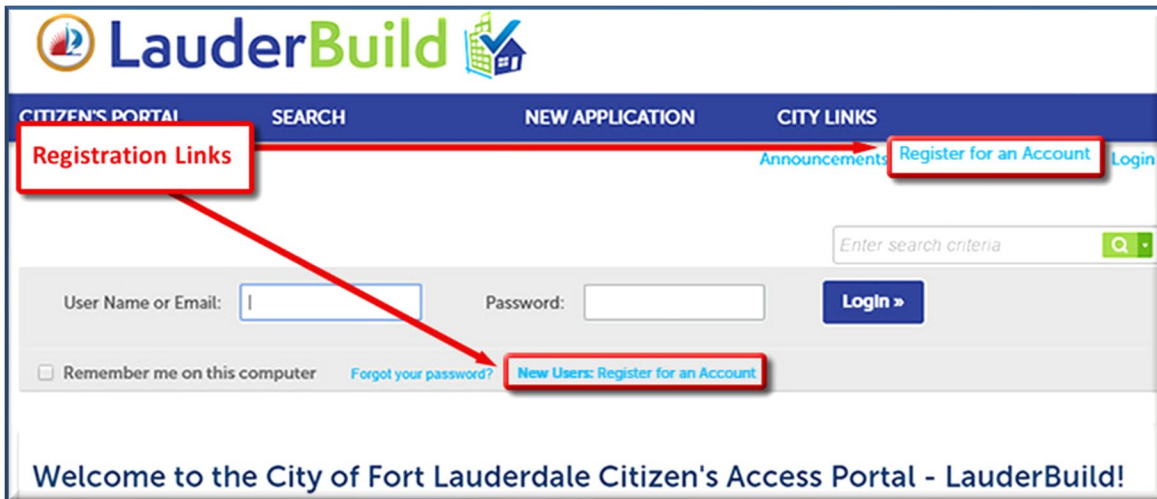 LauderBuild
CITIZEN'S PORTAL SEARCH NEW APPLICATION CITY LINKS
Registration Links
Announcements Register for an Account Login
Enter search criteria
User Name or Email: Password: Login »
Remember me on this computer Forgot your password? New Users: Register for an Account
Welcome to the City of Fort Lauderdale Citizen's Access Portal - LauderBuild!